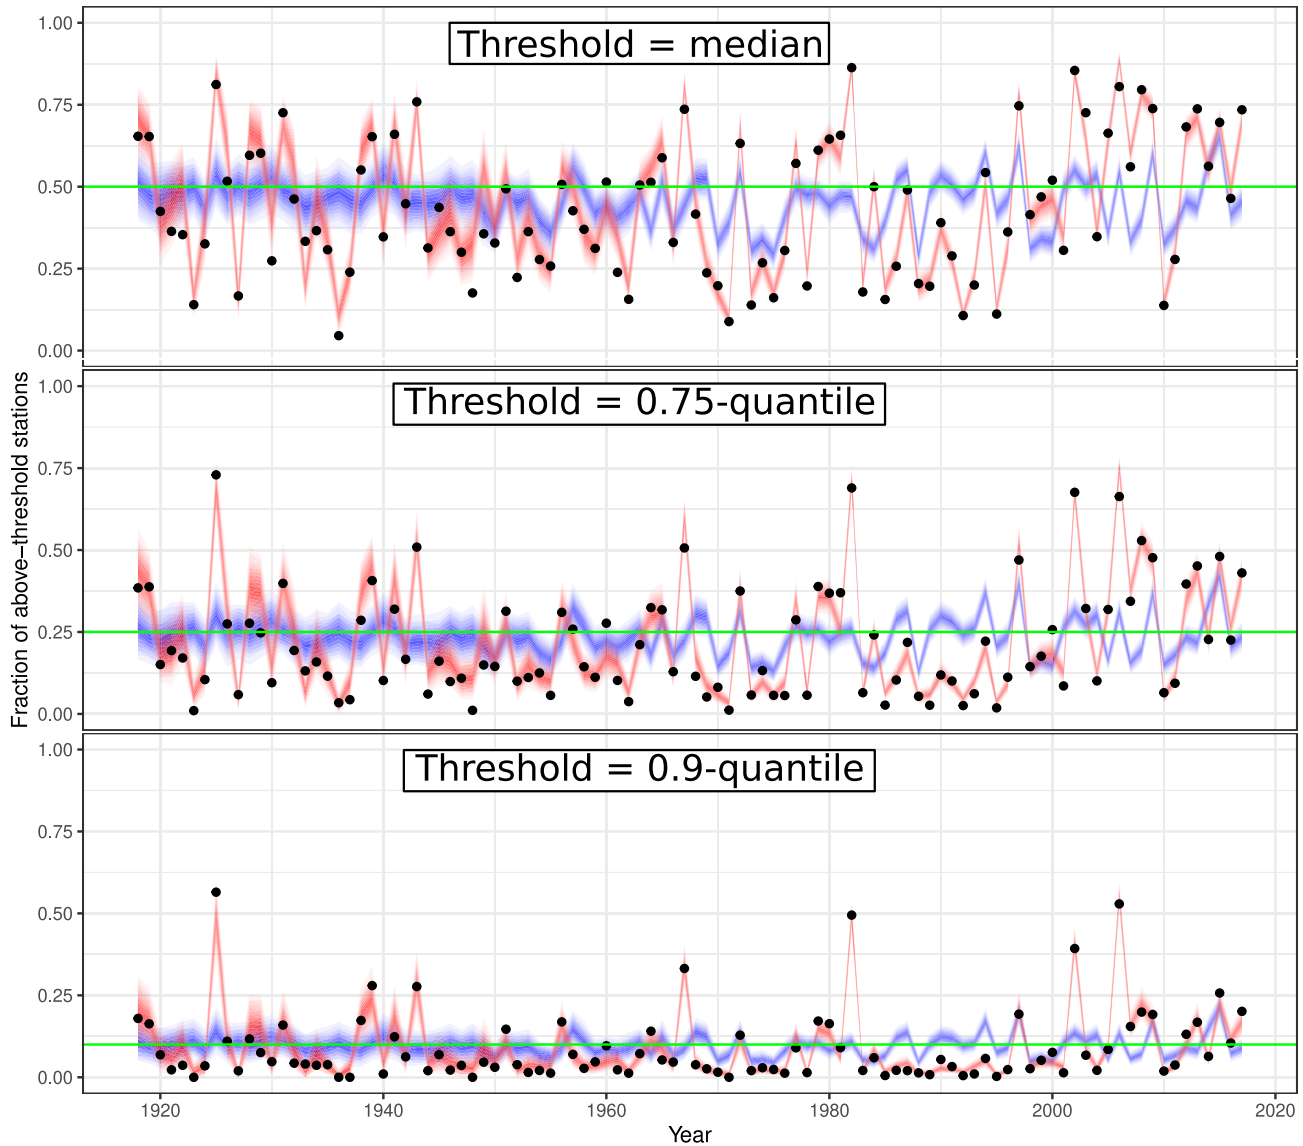 Threshold = median
1.00
0.75
0.50
0.25
0.00
Fraction of above−threshold stations
Threshold = 0.75-quantile
1.00
0.75
0.50
0.25
0.00
Threshold = 0.9-quantile
1.00
0.75
0.50
0.25
0.00
1920 1940 1960 1980 2000 2020
Year